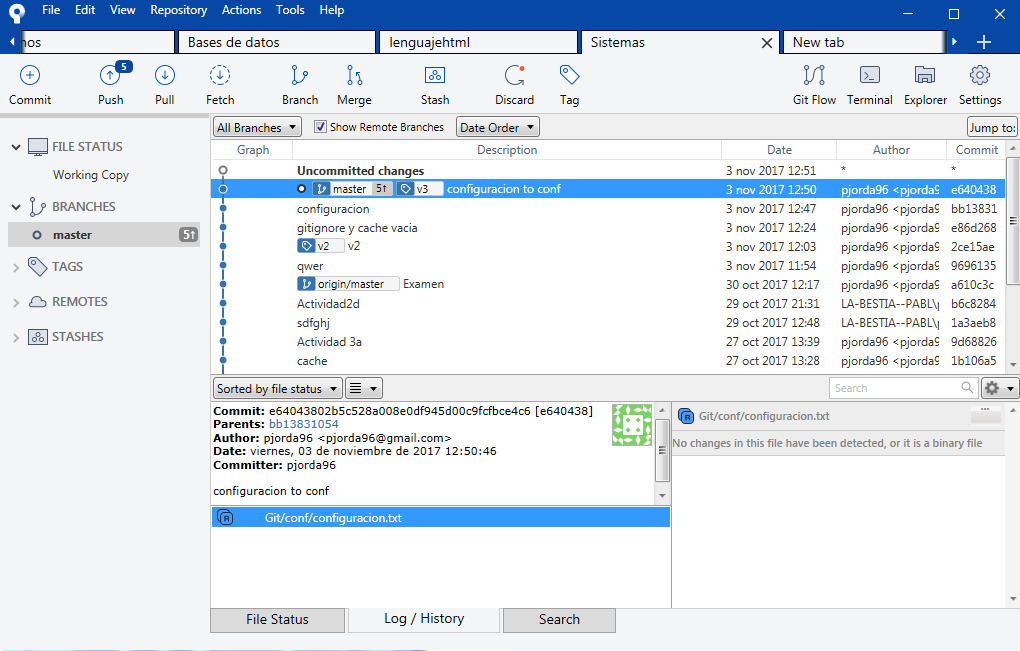 File Edit View Repository Actions Tools Help
nos Bases de datos lenguajehtml Sistemas New tab
5
Commit Push Pull Fetch Branch Merge Stash Discard Tag Git Flow Terminal Explorer Settings
All Branches Show Remote Branches Date Order Jump to:
FILE STATUS
Working Copy
BRANCHES
master 5↑
TAGS
REMOTES
STASHES
Graph Description Date Author Commit
Uncommitted changes 3 nov 2017 12:51 * *
master 5↑ v3 configuracion to conf 3 nov 2017 12:50 pjorda96 <pjorda9 e640438
configuracion 3 nov 2017 12:47 pjorda96 <pjorda9 bb13831
gitignore y cache vacia 3 nov 2017 12:24 pjorda96 <pjorda9 e86d268
v2 v2 3 nov 2017 12:03 pjorda96 <pjorda9 2ce15ae
qwer 3 nov 2017 11:54 pjorda96 <pjorda9 9696135
origin/master Examen 30 oct 2017 12:17 pjorda96 <pjorda9 a610c3c
Actividad2d 29 oct 2017 21:31 LA-BESTIA--PABL\p b6c8284
sdfghj 29 oct 2017 12:48 LA-BESTIA--PABL\p 1a3aeb8
Actividad 3a 27 oct 2017 13:39 pjorda96 <pjorda9 9d68826
cache 27 oct 2017 13:28 pjorda96 <pjorda9 1b106a5
Sorted by file status Search
Commit: e64043802b5c528a008e0df945d00c9fcfbce4c6 [e640438]
Parents: bb13831054
Author: pjorda96 <pjorda96@gmail.com>
Date: viernes, 03 de noviembre de 2017 12:50:46
Committer: pjorda96
configuracion to conf
R Git/conf/configuracion.txt
R Git/conf/configuracion.txt
No changes in this file have been detected, or it is a binary file
File Status Log / History Search